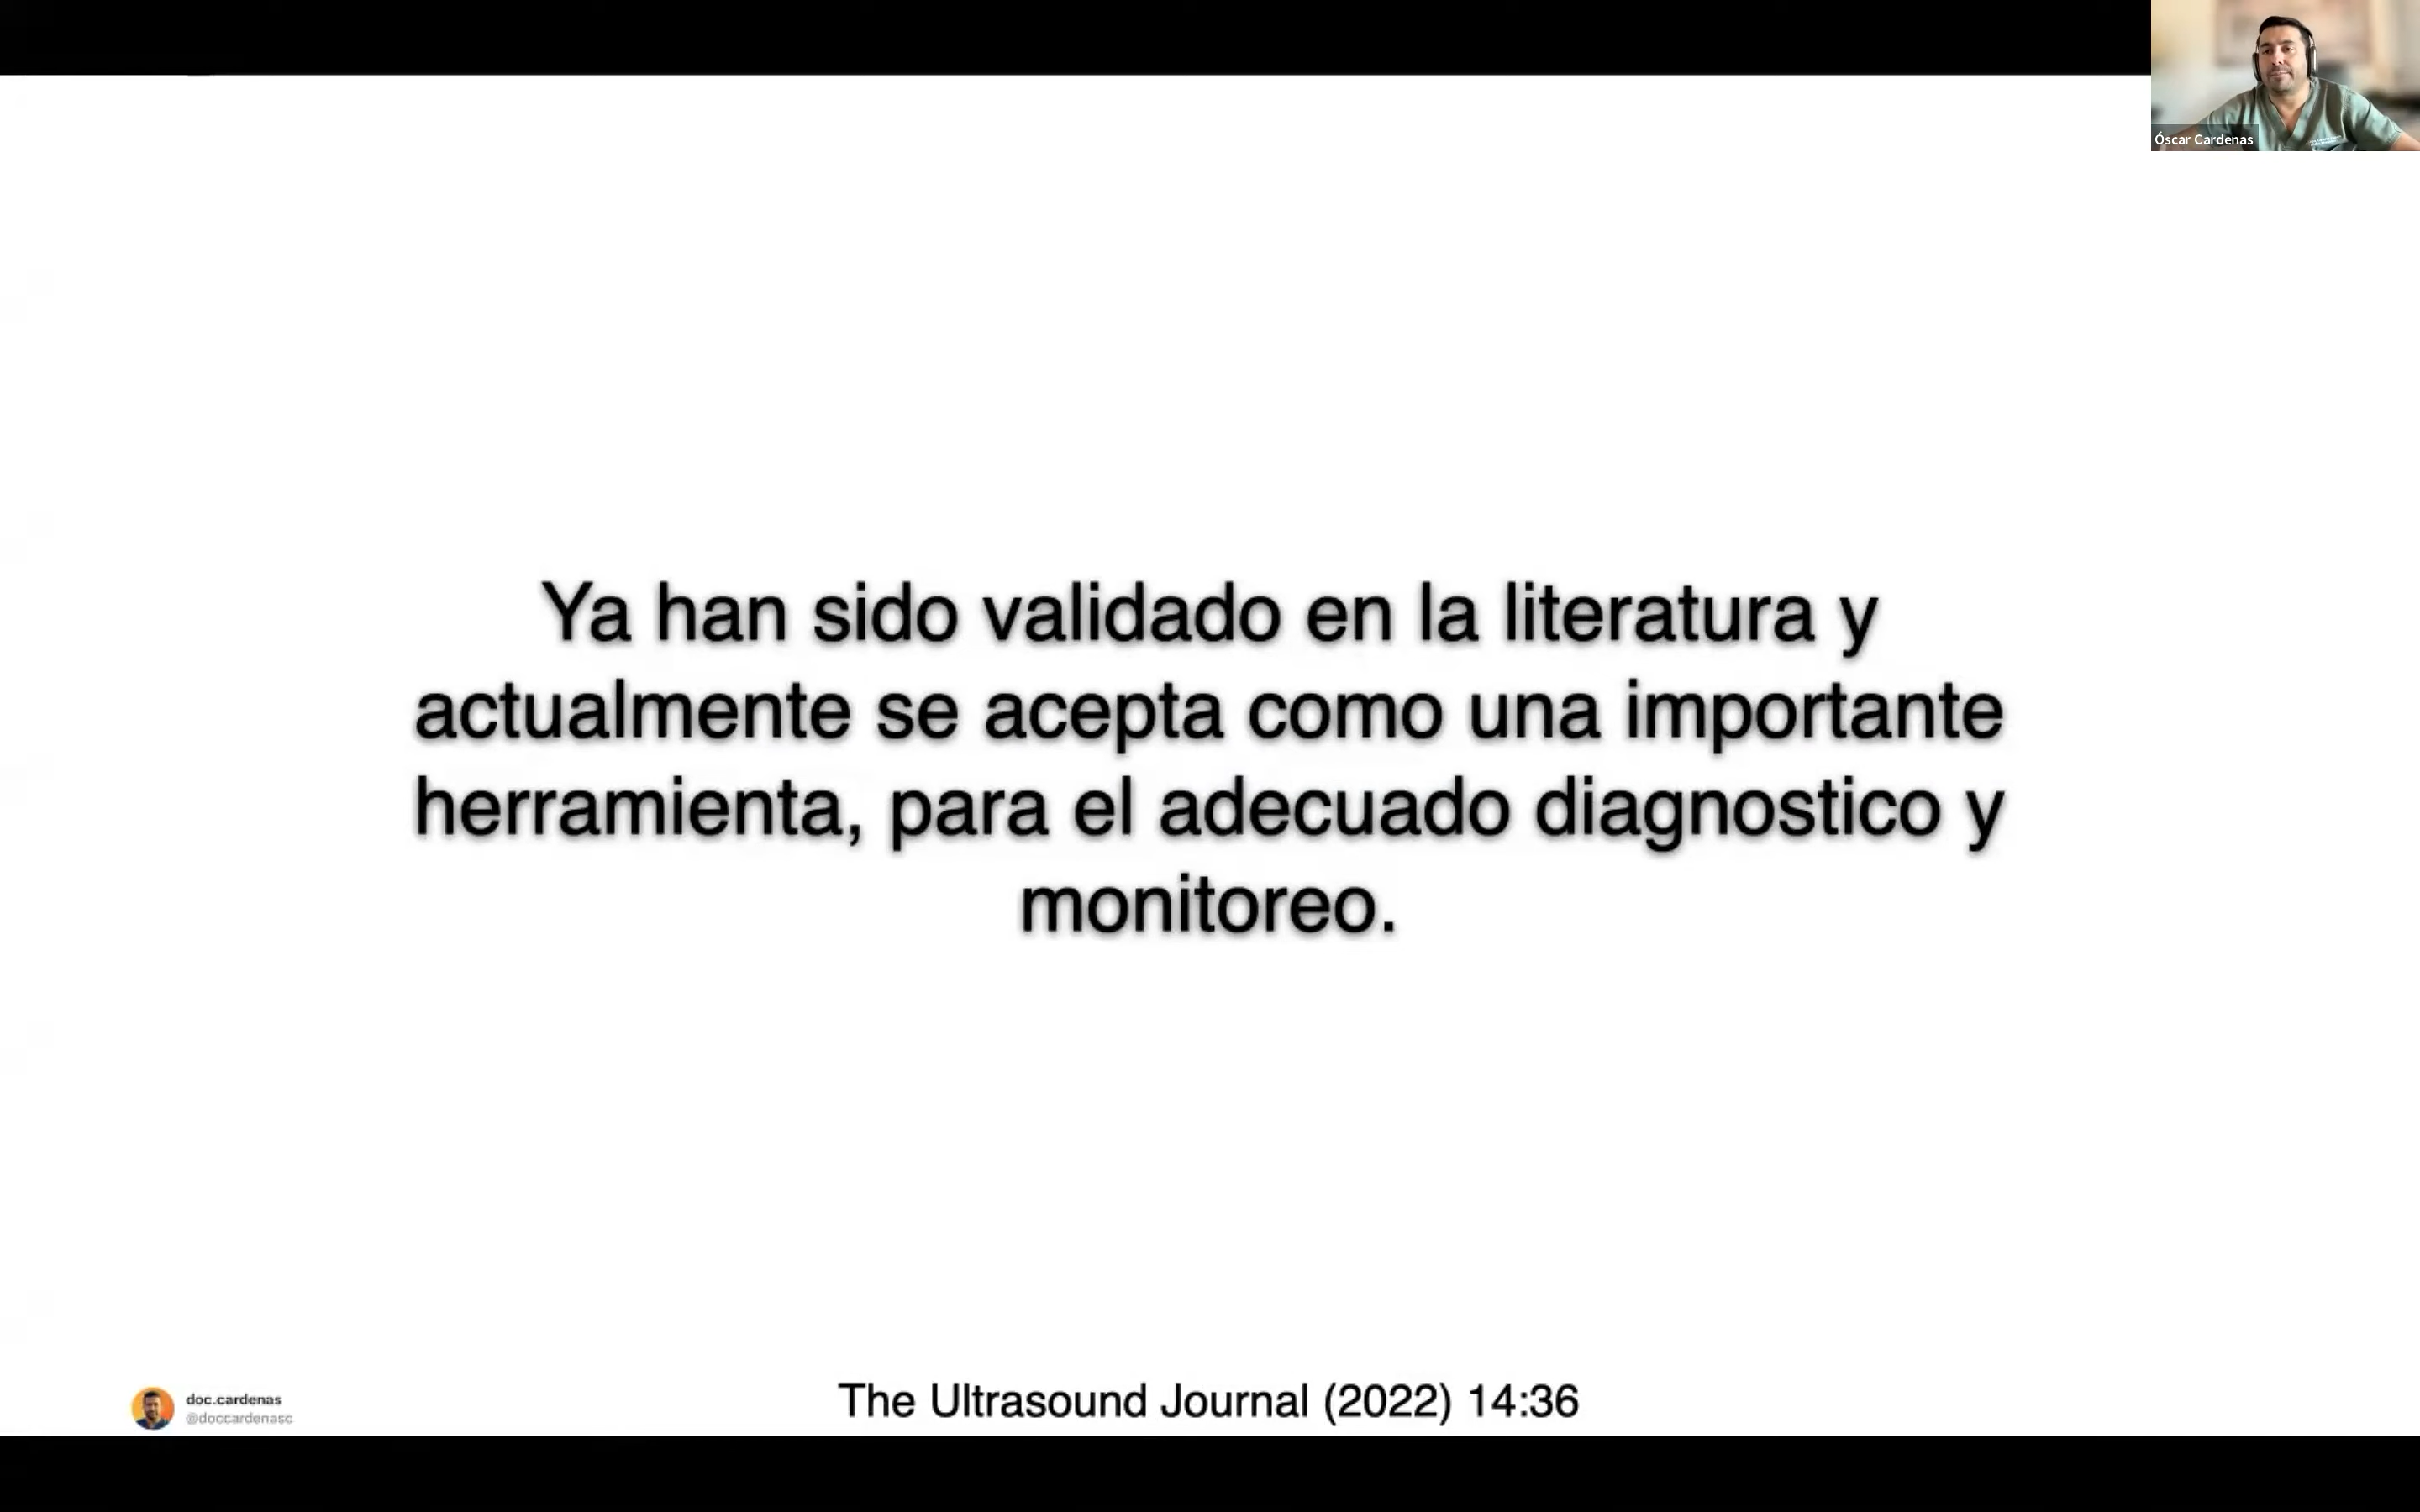 Óscar Cardenas
Ya han sido validado en la literatura y
actualmente se acepta como una importante
herramienta, para el adecuado diagnostico y
monitoreo.
The Ultrasound Journal (2022) 14:36
doc.cardenas
@doccardenasc